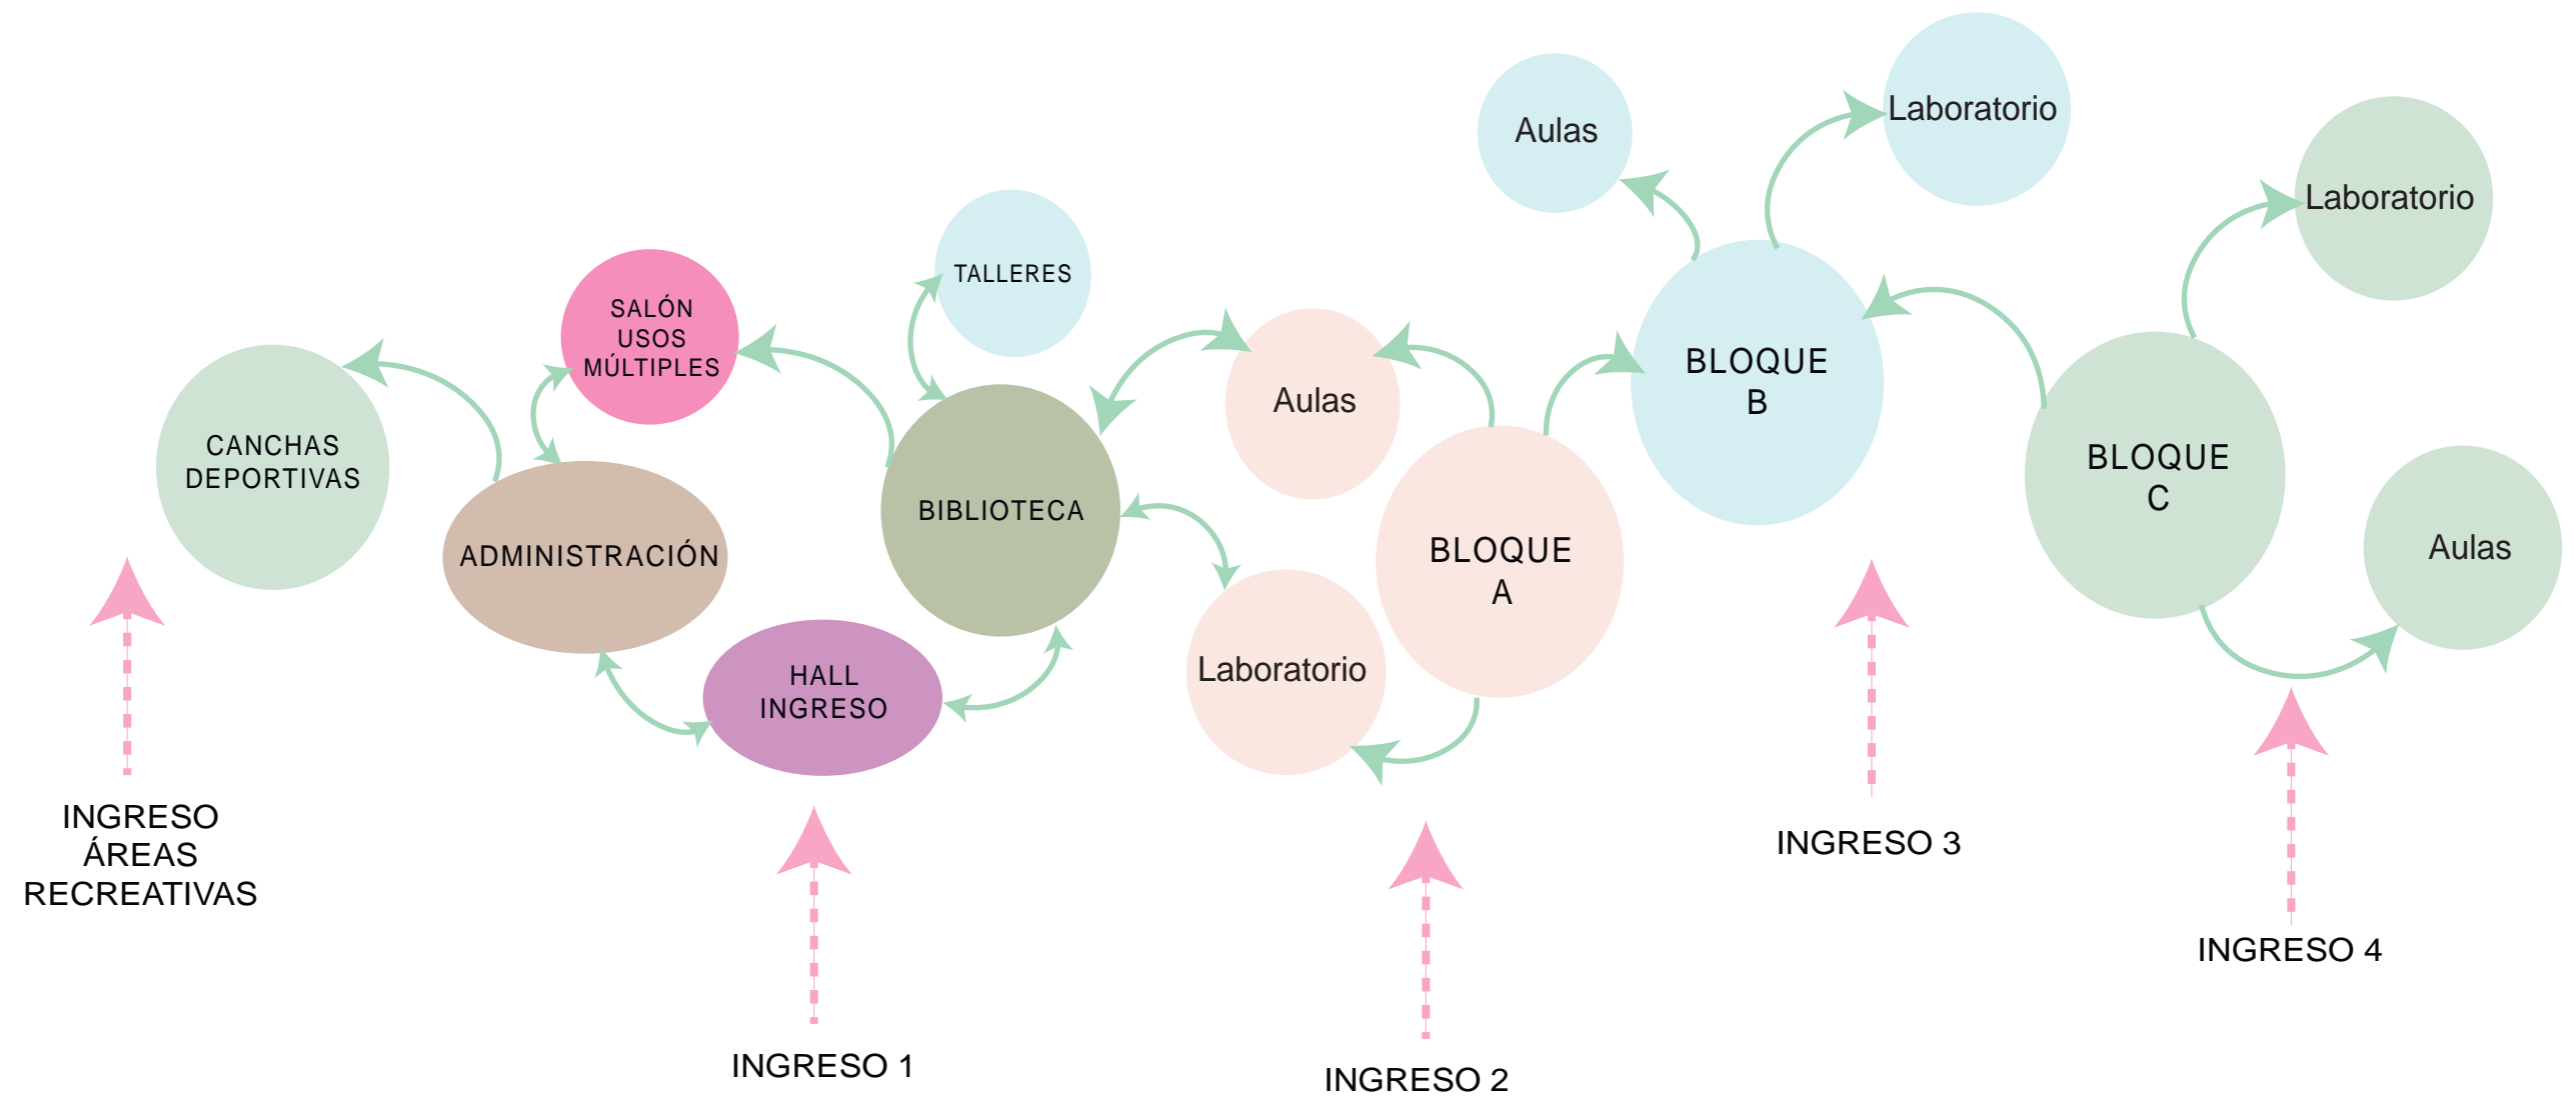 Aulas
Laboratorio
Laboratorio
TALLERES
SALÓN
USOS
MÚLTIPLES
CANCHAS
DEPORTIVAS
ADMINISTRACIÓN
BIBLIOTECA
HALL
INGRESO
Aulas
Laboratorio
BLOQUE
A
BLOQUE
B
BLOQUE
C
Aulas
INGRESO
ÁREAS
RECREATIVAS
INGRESO 1
INGRESO 2
INGRESO 3
INGRESO 4